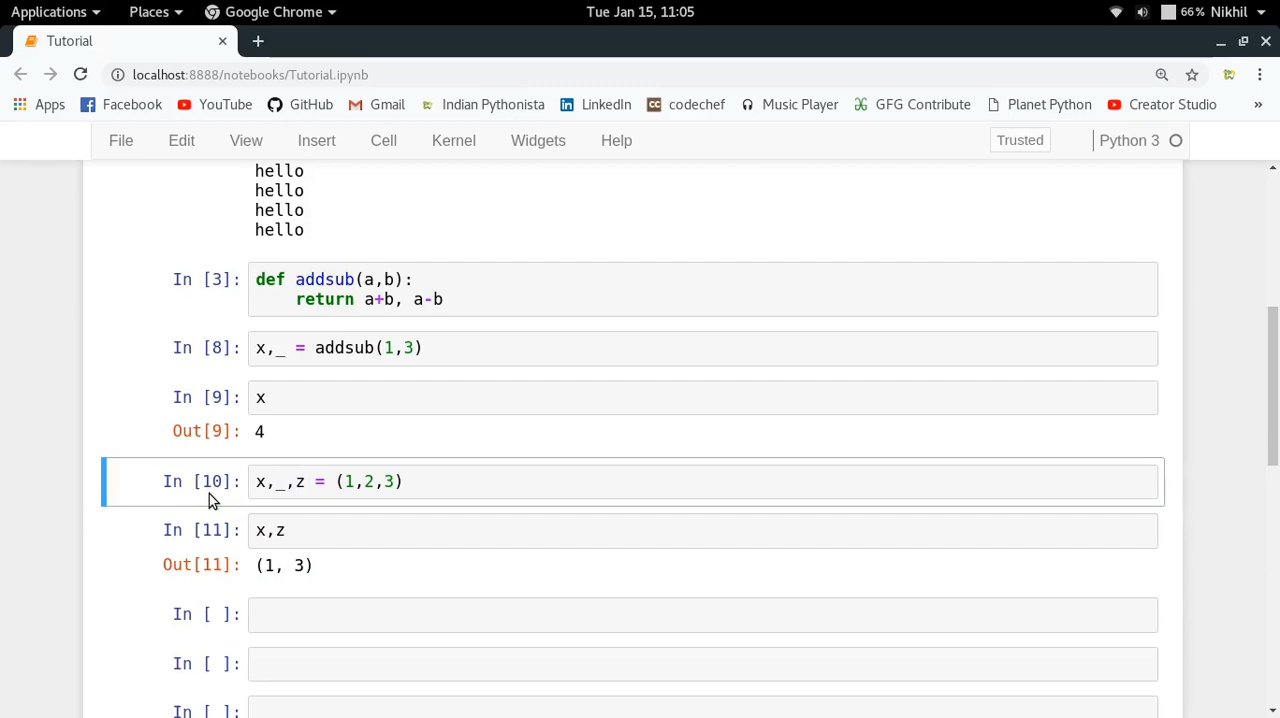 Applications Places Google Chrome Tue Jan 15, 11:05 66% Nikhil
Tutorial
localhost:8888/notebooks/Tutorial.ipynb
Apps Facebook YouTube GitHub Gmail Indian Pythonista LinkedIn codechef Music Player GFG Contribute Planet Python Creator Studio »
File Edit View Insert Cell Kernel Widgets Help Trusted Python 3
hello
hello
hello
hello
In [3]: def addsub(a,b):
return a+b, a-b
In [8]: x,_ = addsub(1,3)
In [9]: x
Out[9]: 4
In [10]: x,_,z = (1,2,3)
In [11]: x,z
Out[11]: (1, 3)
In [ ]:
In [ ]:
In [ ]: